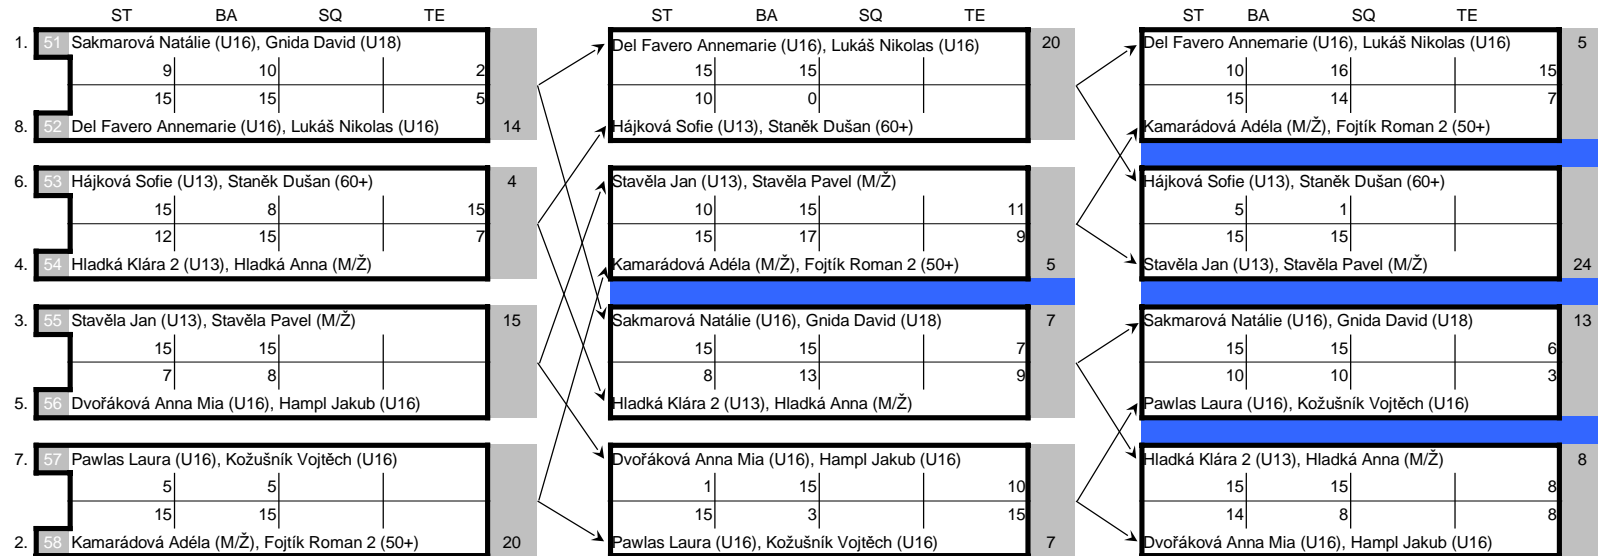 ST BA SQ TE ST BA SQ TE ST BA SQ TE
1. 51 Sakmarová Natálie (U16), Gnida David (U18) Del Favero Annemarie (U16), Lukáš Nikolas (U16) 20 Del Favero Annemarie (U16), Lukáš Nikolas (U16) 5
9 10 2 15 15 10 16 15
15 15 5 10 0 15 14 7
8. 52 Del Favero Annemarie (U16), Lukáš Nikolas (U16) 14 Hájková Sofie (U13), Staněk Dušan (60+) Kamarádová Adéla (M/Ž), Fojtík Roman 2 (50+)
6. 53 Hájková Sofie (U13), Staněk Dušan (60+) 4 Stavěla Jan (U13), Stavěla Pavel (M/Ž) Hájková Sofie (U13), Staněk Dušan (60+)
15 8 15 10 15 11 5 1
12 15 7 15 17 9 15 15
4. 54 Hladká Klára 2 (U13), Hladká Anna (M/Ž) Kamarádová Adéla (M/Ž), Fojtík Roman 2 (50+) 5 Stavěla Jan (U13), Stavěla Pavel (M/Ž) 24
3. 55 Stavěla Jan (U13), Stavěla Pavel (M/Ž) 15 Sakmarová Natálie (U16), Gnida David (U18) 7 Sakmarová Natálie (U16), Gnida David (U18) 13
15 15 15 15 7 15 15 6
7 8 8 13 9 10 10 3
5. 56 Dvořáková Anna Mia (U16), Hampl Jakub (U16) Hladká Klára 2 (U13), Hladká Anna (M/Ž) Pawlas Laura (U16), Kožušník Vojtěch (U16)
7. 57 Pawlas Laura (U16), Kožušník Vojtěch (U16) Dvořáková Anna Mia (U16), Hampl Jakub (U16) Hladká Klára 2 (U13), Hladká Anna (M/Ž) 8
5 5 1 15 10 15 15 8
15 15 15 3 15 14 8 8
2. 58 Kamarádová Adéla (M/Ž), Fojtík Roman 2 (50+) 20 Pawlas Laura (U16), Kožušník Vojtěch (U16) 7 Dvořáková Anna Mia (U16), Hampl Jakub (U16)